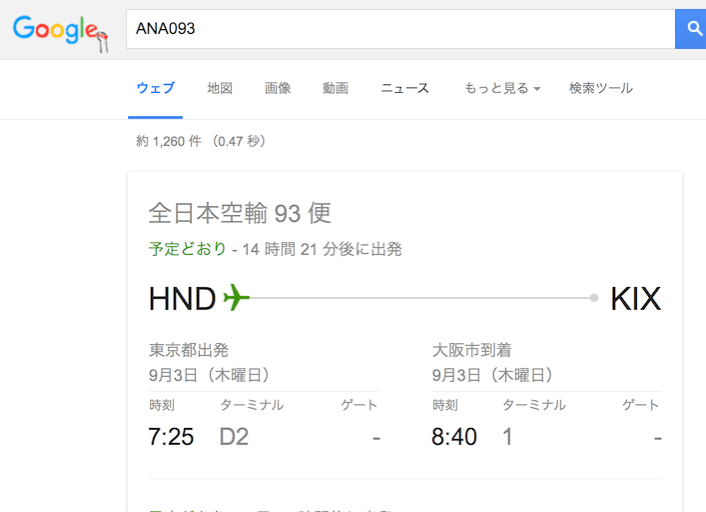 Google
ANA093
ウェブ 地図 画像 動画 ニュース もっと見る 検索ツール
約 1,260 件 （0.47 秒）
全日本空輸 93 便
予定どおり - 14 時間 21 分後に出発
HND KIX
東京都出発 大阪市到着
9月3日（木曜日） 9月3日（木曜日）
時刻 ターミナル ゲート 時刻 ターミナル ゲート
7:25 D2 - 8:40 1 -